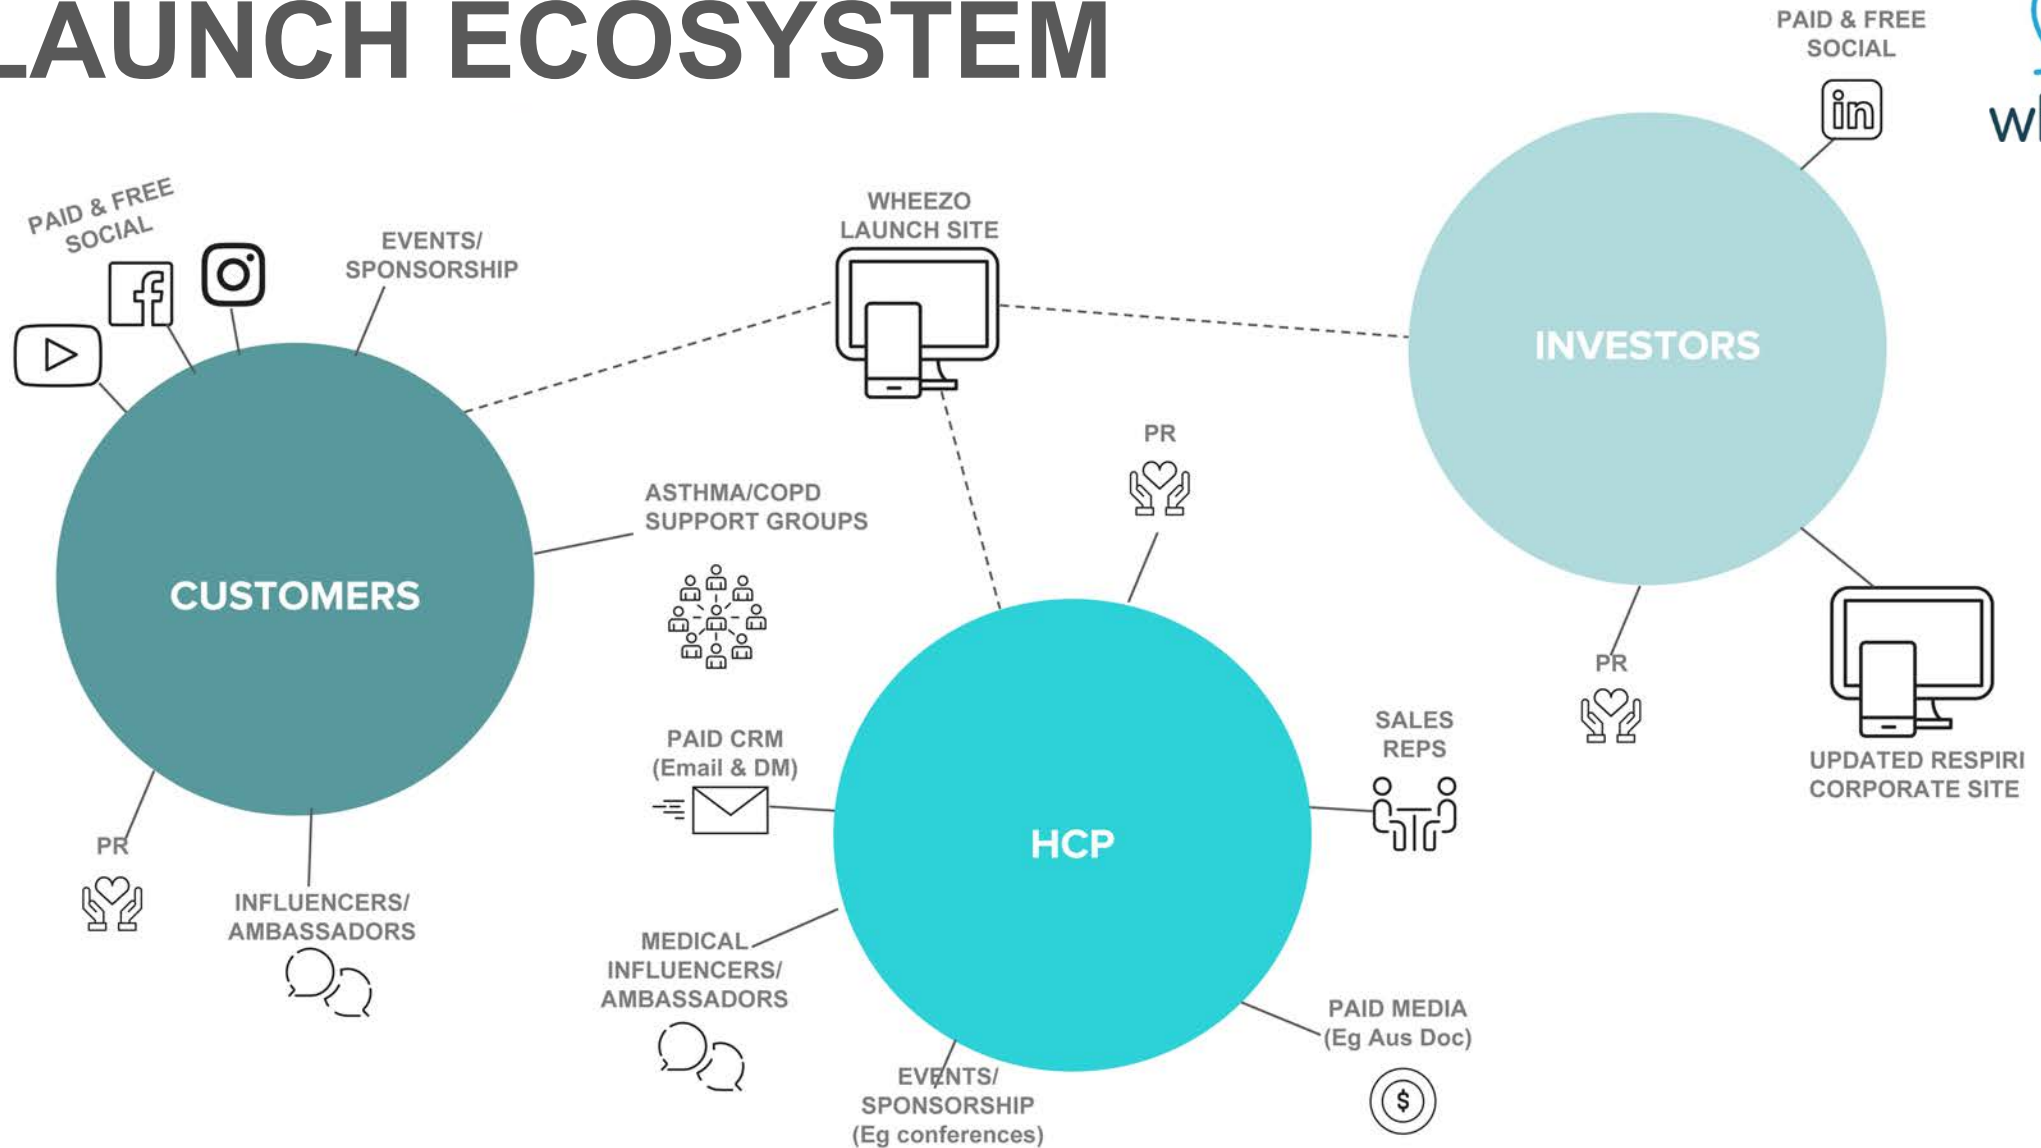 LAUNCH ECOSYSTEM
PAID & FREE
SOCIAL
in
PAID & FREE
SOCIAL
EVENTS/
SPONSORSHIP
WHEEZO
LAUNCH SITE
INVESTORS
PR
ASTHMA/COPD
SUPPORT GROUPS
CUSTOMERS
PR
SALES
REPS
PAID CRM
(Email & DM)
UPDATED RESPIRI
CORPORATE SITE
HCP
PR
INFLUENCERS/
AMBASSADORS
MEDICAL
INFLUENCERS/
AMBASSADORS
PAID MEDIA
(Eg Aus Doc)
$
EVENTS/
SPONSORSHIP
(Eg conferences)